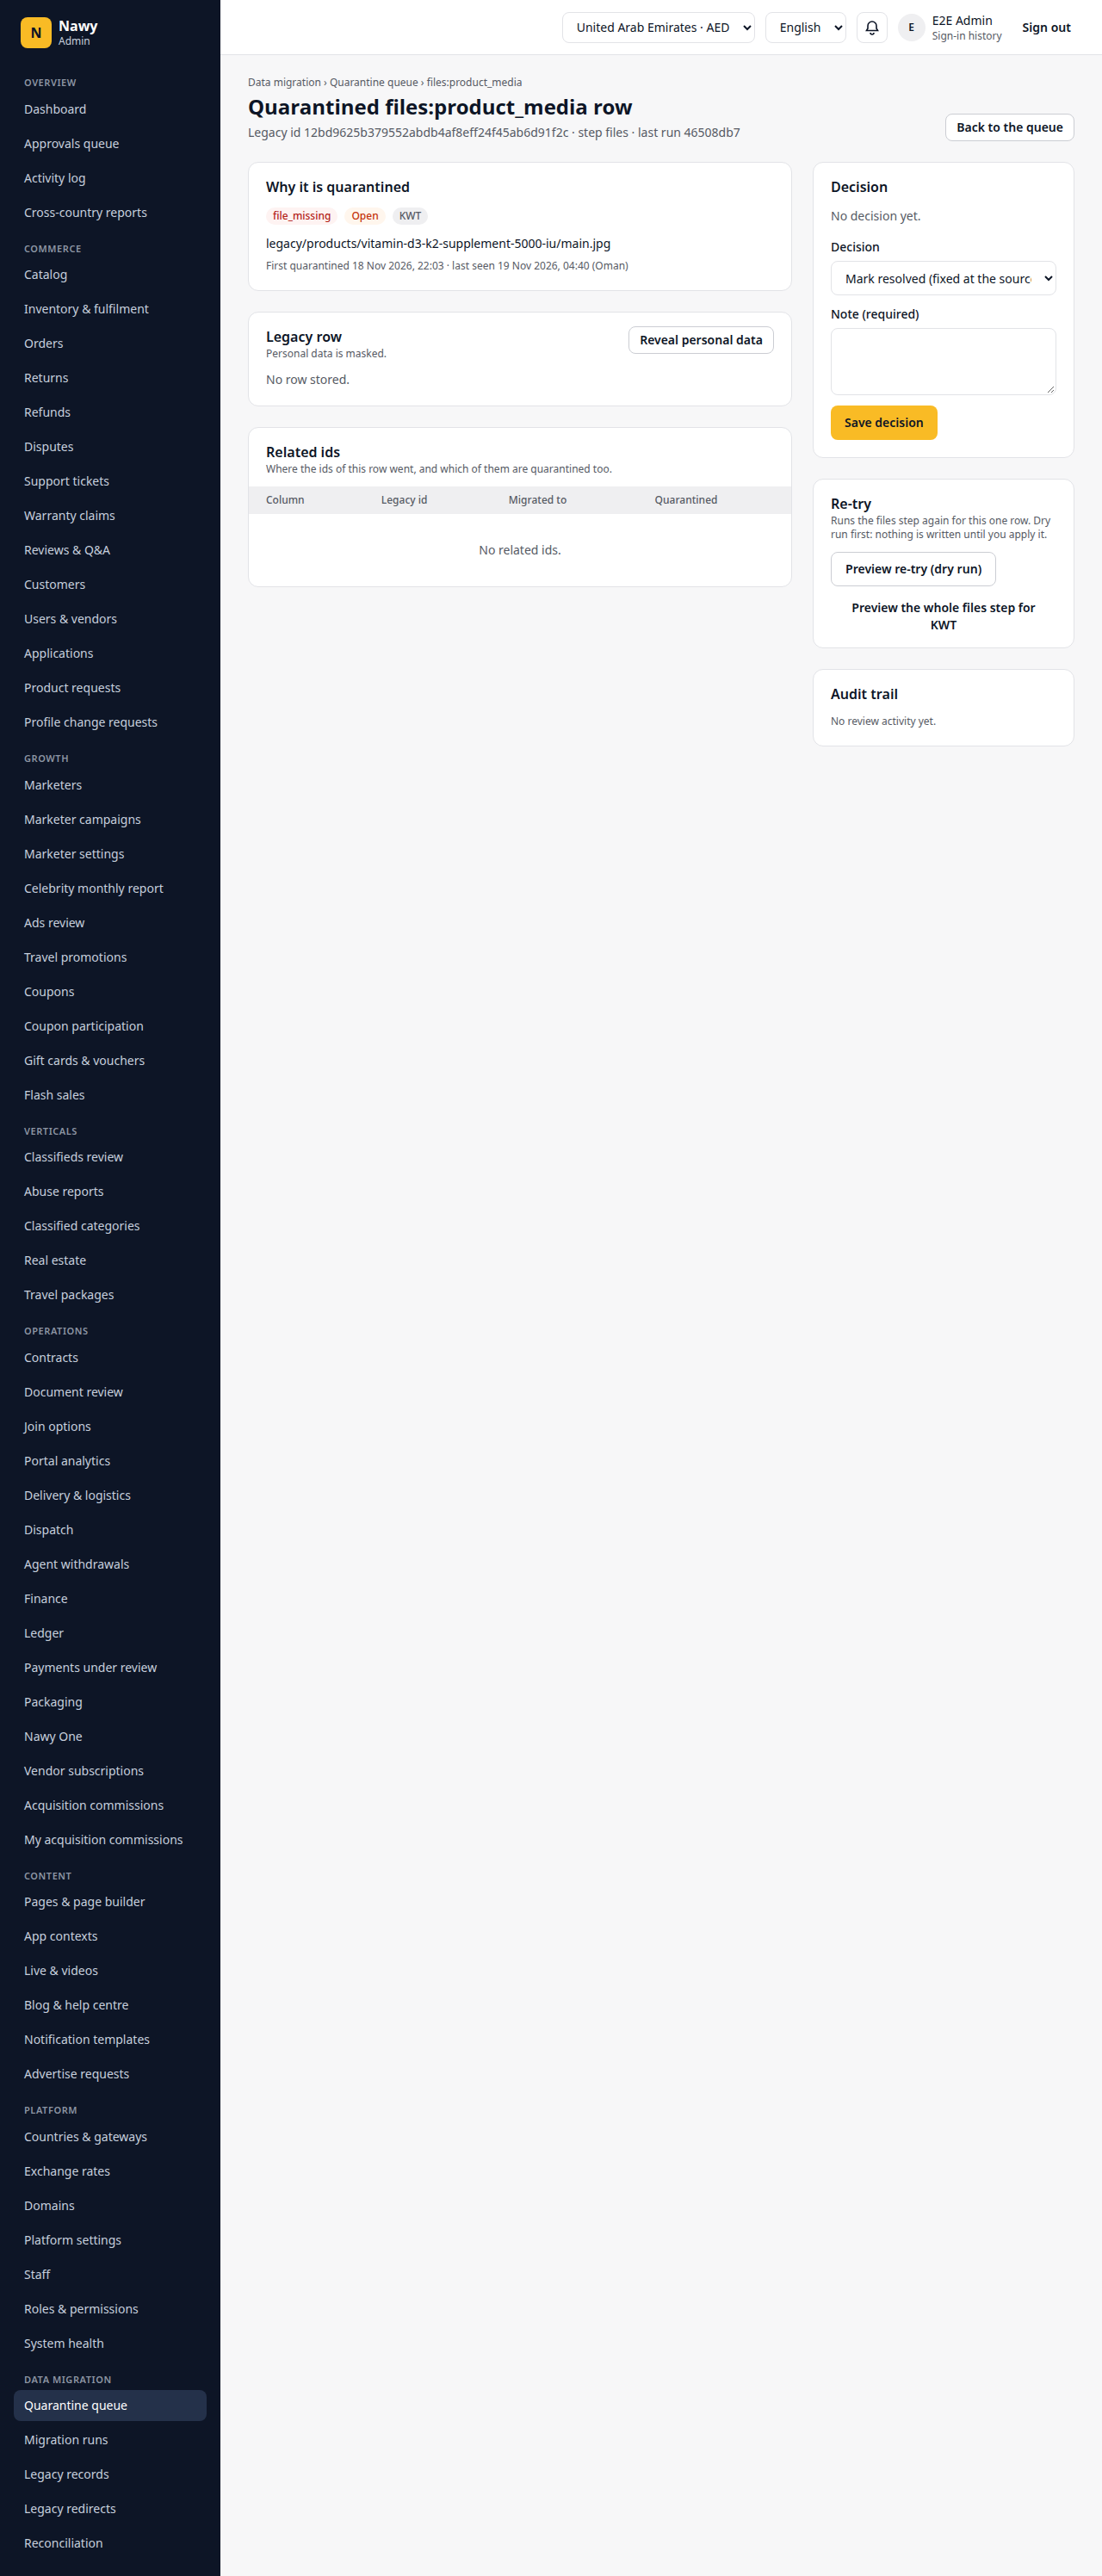 N
Nawy
Admin
OVERVIEW
Dashboard
Approvals queue
Activity log
Cross-country reports
COMMERCE
Catalog
Inventory & fulfilment
Orders
Returns
Refunds
Disputes
Support tickets
Warranty claims
Reviews & Q&A
Customers
Users & vendors
Applications
Product requests
Profile change requests
GROWTH
Marketers
Marketer campaigns
Marketer settings
Celebrity monthly report
Ads review
Travel promotions
Coupons
Coupon participation
Gift cards & vouchers
Flash sales
VERTICALS
Classifieds review
Abuse reports
Classified categories
Real estate
Travel packages
OPERATIONS
Contracts
Document review
Join options
Portal analytics
Delivery & logistics
Dispatch
Agent withdrawals
Finance
Ledger
Payments under review
Packaging
Nawy One
Vendor subscriptions
Acquisition commissions
My acquisition commissions
CONTENT
Pages & page builder
App contexts
Live & videos
Blog & help centre
Notification templates
Advertise requests
PLATFORM
Countries & gateways
Exchange rates
Domains
Platform settings
Staff
Roles & permissions
System health
DATA MIGRATION
Quarantine queue
Migration runs
Legacy records
Legacy redirects
Reconciliation
United Arab Emirates · AED
English
E
E2E Admin
Sign-in history
Sign out
Data migration › Quarantine queue › files:product_media
Quarantined files:product_media row
Legacy id 12bd9625b379552abdb4af8eff24f45ab6d91f2c · step files · last run 46508db7
Back to the queue
Why it is quarantined
file_missing Open KWT
legacy/products/vitamin-d3-k2-supplement-5000-iu/main.jpg
First quarantined 18 Nov 2026, 22:03 · last seen 19 Nov 2026, 04:40 (Oman)
Legacy row
Personal data is masked.
Reveal personal data
No row stored.
Related ids
Where the ids of this row went, and which of them are quarantined too.
Column Legacy id Migrated to Quarantined
No related ids.
Decision
No decision yet.
Decision
Mark resolved (fixed at the sourc
Note (required)
Save decision
Re-try
Runs the files step again for this one row. Dry
run first: nothing is written until you apply it.
Preview re-try (dry run)
Preview the whole files step for
KWT
Audit trail
No review activity yet.